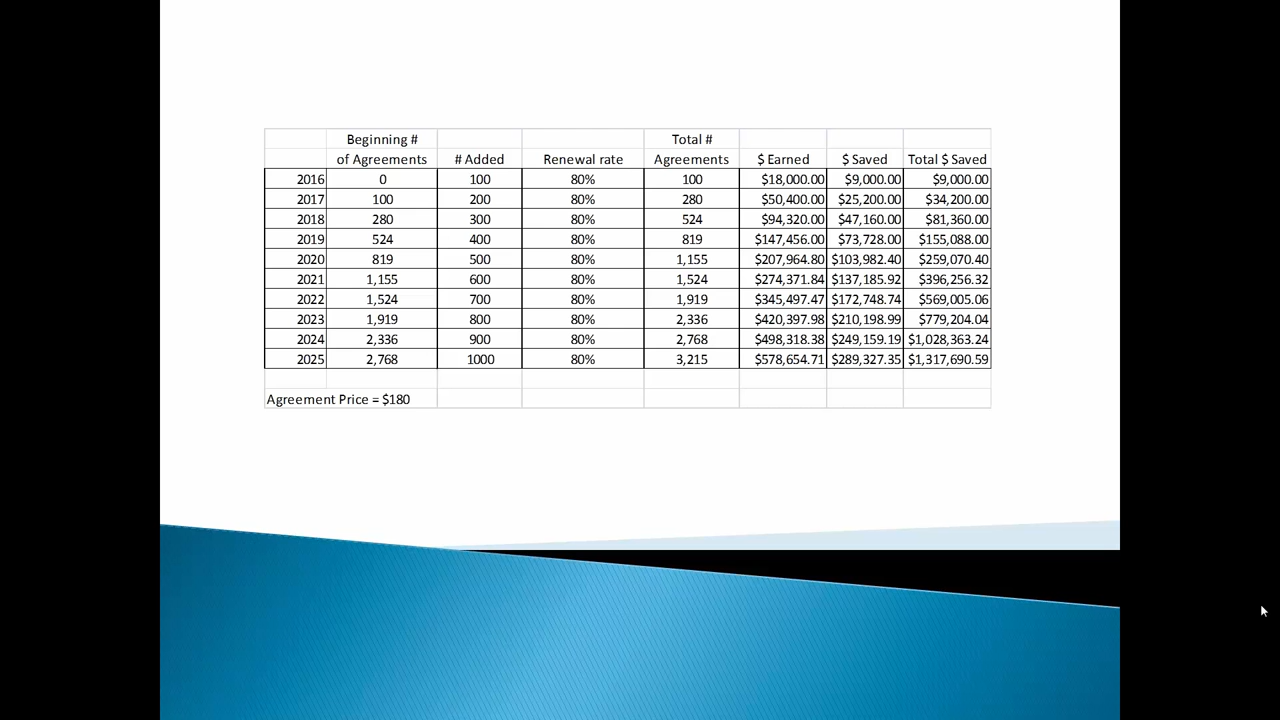 Beginning # Total #
of Agreements # Added Renewal rate Agreements $ Earned $ Saved Total $ Saved
2016 0 100 80% 100 $18,000.00 $9,000.00 $9,000.00
2017 100 200 80% 280 $50,400.00 $25,200.00 $34,200.00
2018 280 300 80% 524 $94,320.00 $47,160.00 $81,360.00
2019 524 400 80% 819 $147,456.00 $73,728.00 $155,088.00
2020 819 500 80% 1,155 $207,964.80 $103,982.40 $259,070.40
2021 1,155 600 80% 1,524 $274,371.84 $137,185.92 $396,256.32
2022 1,524 700 80% 1,919 $345,497.47 $172,748.74 $569,005.06
2023 1,919 800 80% 2,336 $420,397.98 $210,198.99 $779,204.04
2024 2,336 900 80% 2,768 $498,318.38 $249,159.19 $1,028,363.24
2025 2,768 1000 80% 3,215 $578,654.71 $289,327.35 $1,317,690.59
Agreement Price = $180